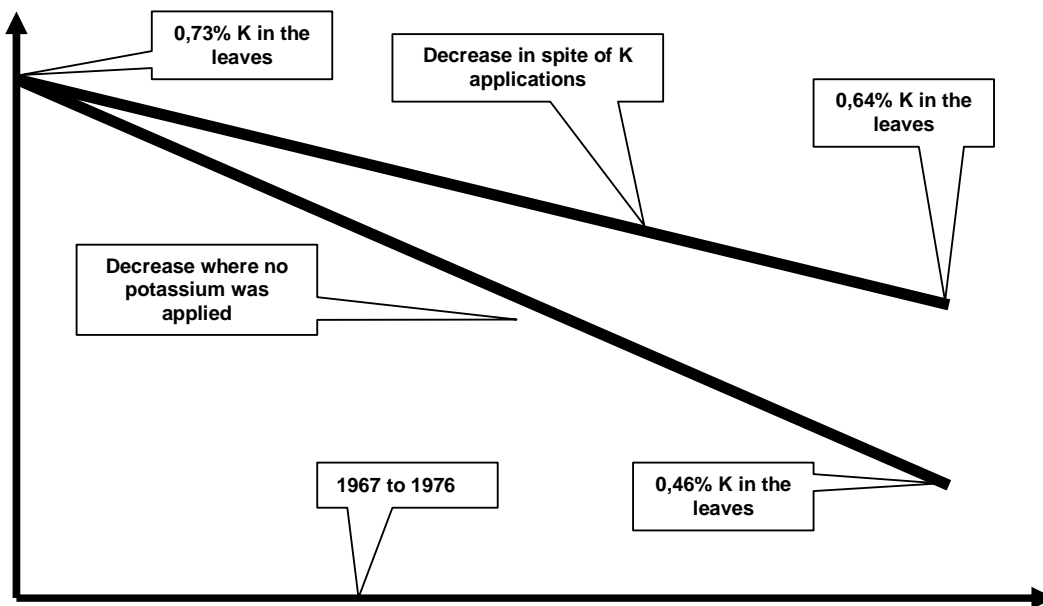 0,73% K in the
leaves
Decrease in spite of K
applications
0,64% K in the
leaves
Decrease where no
potassium was
applied
1967 to 1976
0,46% K in the
leaves